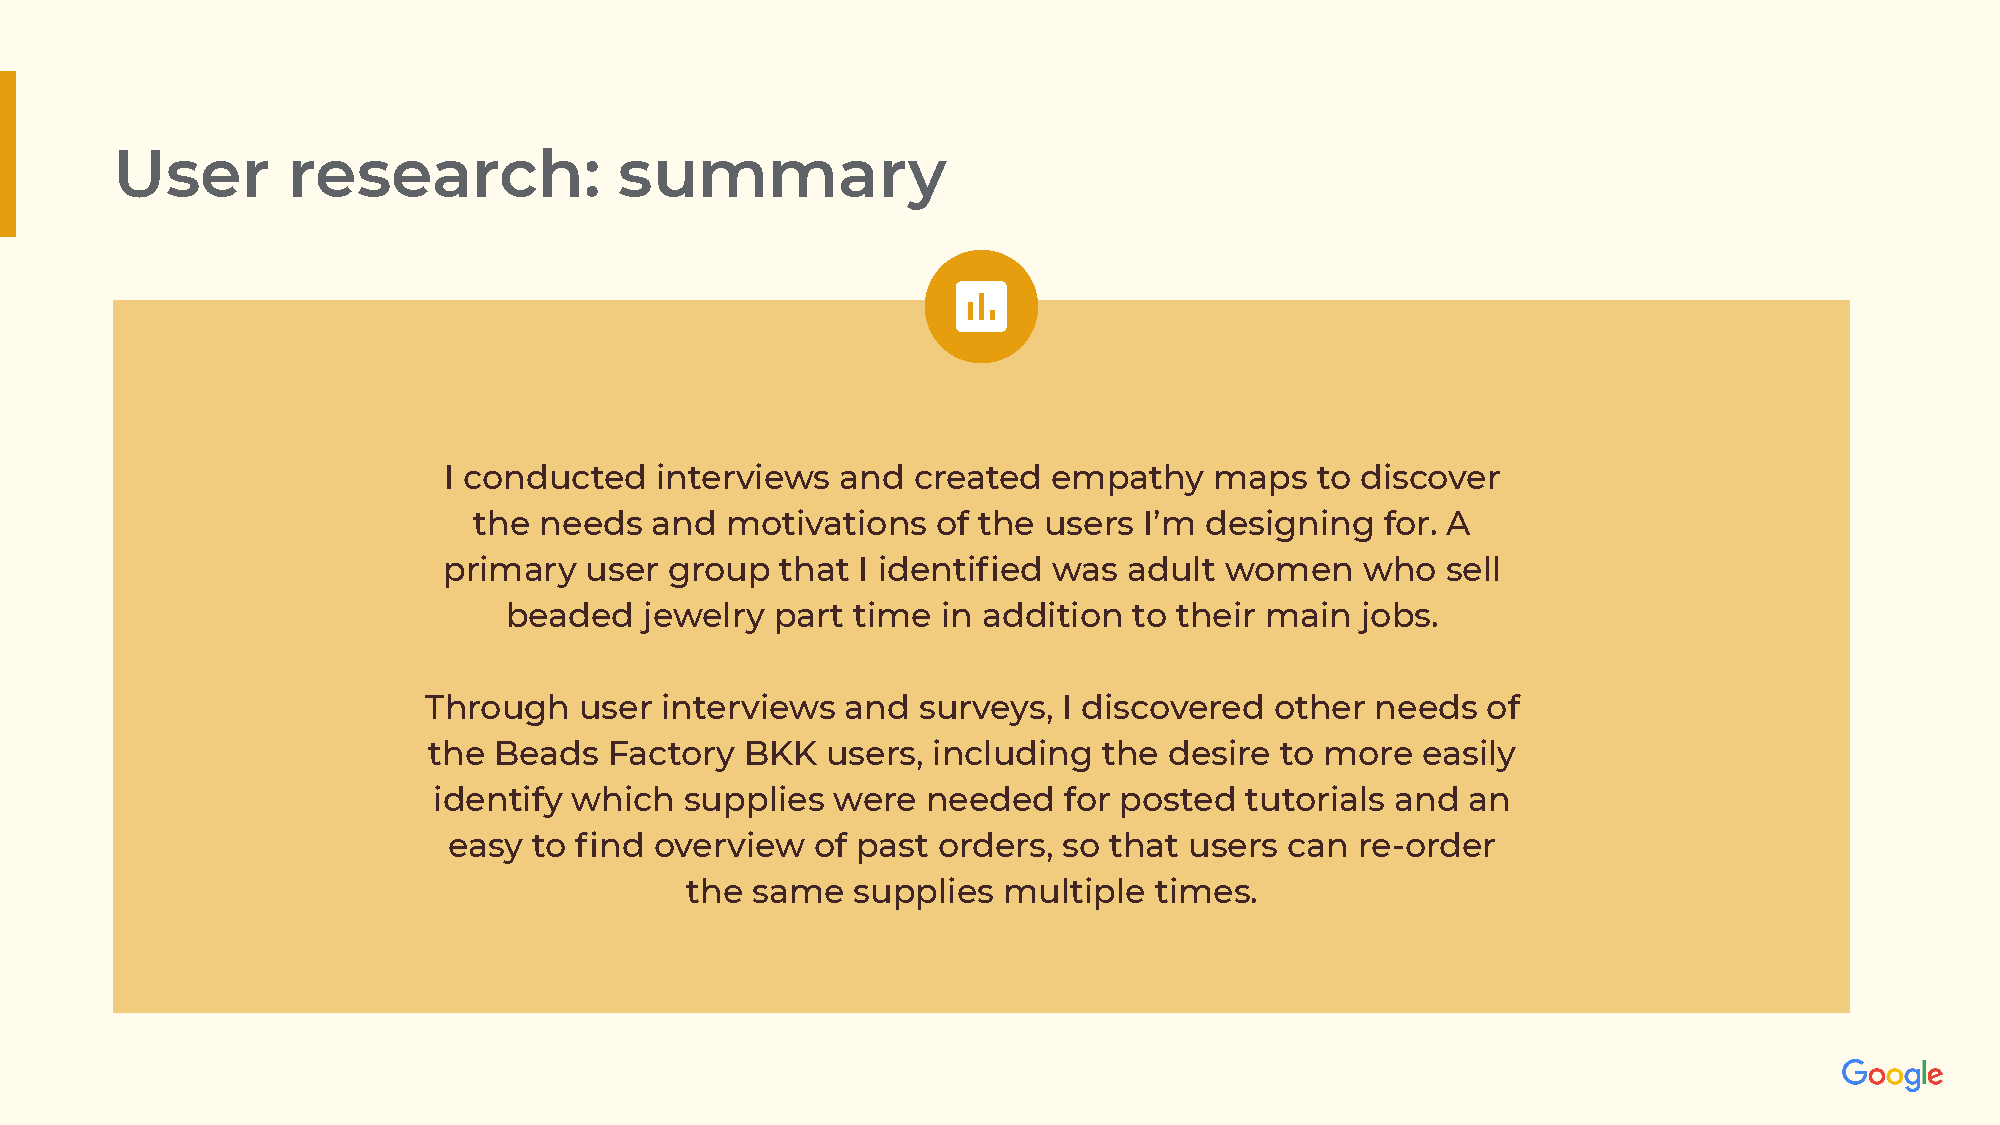 User research: summary
I conducted interviews and created empathy maps to discover
the needs and motivations of the users I’m designing for. A
primary user group that I identified was adult women who sell
beaded jewelry part time in addition to their main jobs.
Through user interviews and surveys, I discovered other needs of
the Beads Factory BKK users, including the desire to more easily
identify which supplies were needed for posted tutorials and an
easy to find overview of past orders, so that users can re-order
the same supplies multiple times.
Google